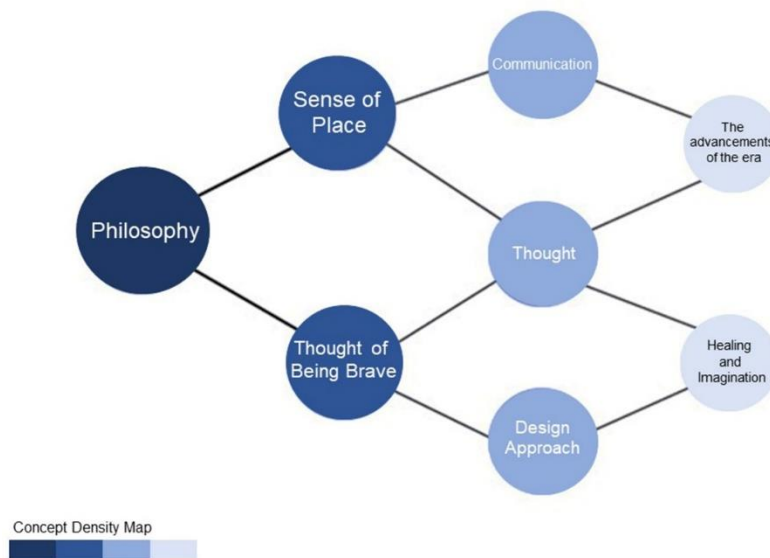 Communication
Sense of
Place
The
advancements
of the era
Philosophy
Thought
Thought of
Being Brave
Healing
and
Imagination
Design
Approach
Concept Density Map